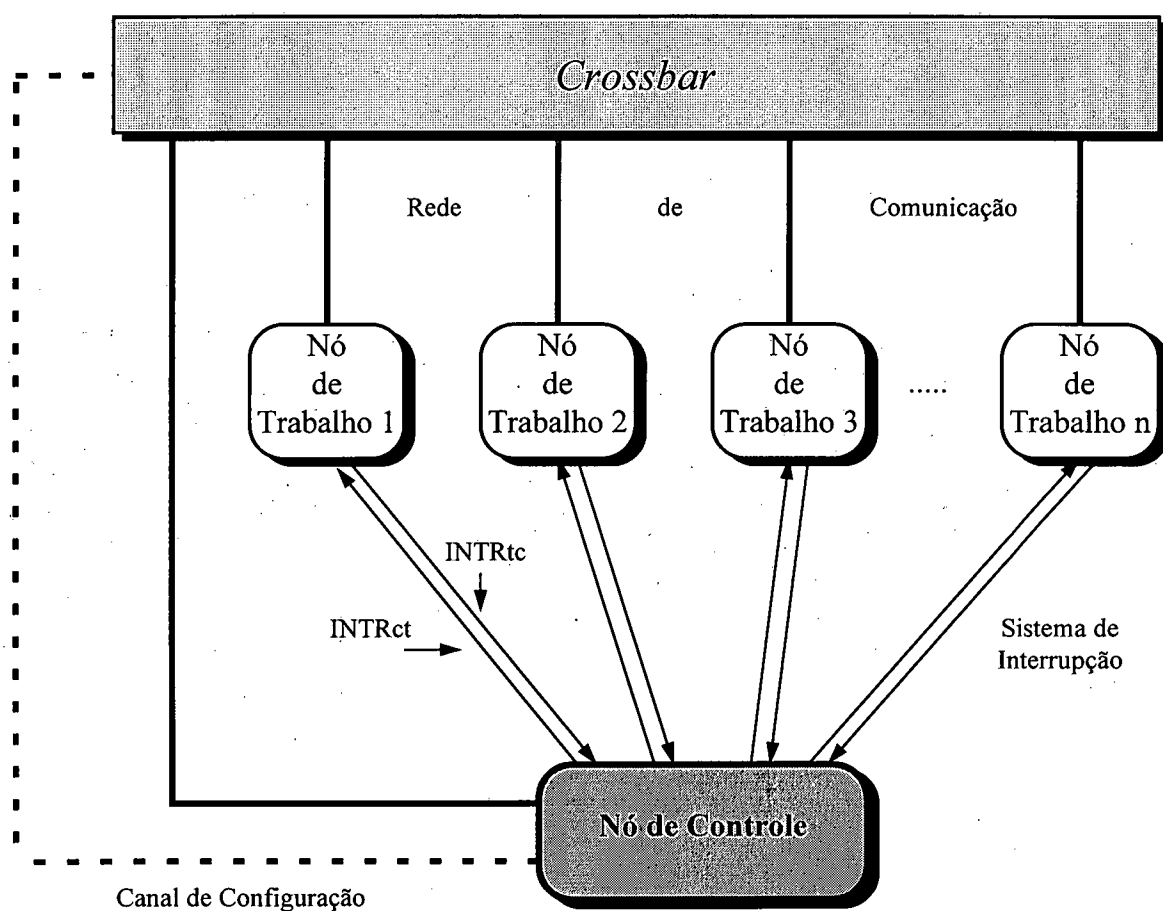 Crossbar
Rede de Comunicação
Nó
de
Trabalho 1
Nó
de
Trabalho 2
Nó
de
Trabalho 3
.....
Nó
de
Trabalho n
INTRtc
INTRct
Sistema de
Interrupção
Nó de Controle
Canal de Configuração